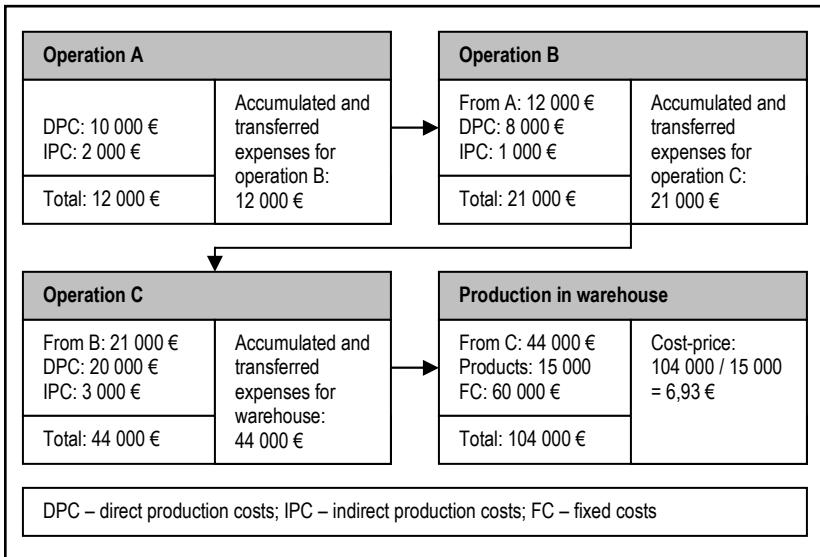 Operation A
DPC: 10 000 €
IPC: 2 000 €
Total: 12 000 €
Accumulated and
transferred
expenses for
operation B:
12 000 €
Operation B
From A: 12 000 €
DPC: 8 000 €
IPC: 1 000 €
Total: 21 000 €
Accumulated and
transferred
expenses for
operation C:
21 000 €
Operation C
From B: 21 000 €
DPC: 20 000 €
IPC: 3 000 €
Total: 44 000 €
Accumulated and
transferred
expenses for
warehouse:
44 000 €
Production in warehouse
From C: 44 000 €
Products: 15 000
FC: 60 000 €
Total: 104 000 €
Cost-price:
104 000 / 15 000
= 6,93 €
DPC – direct production costs; IPC – indirect production costs; FC – fixed costs